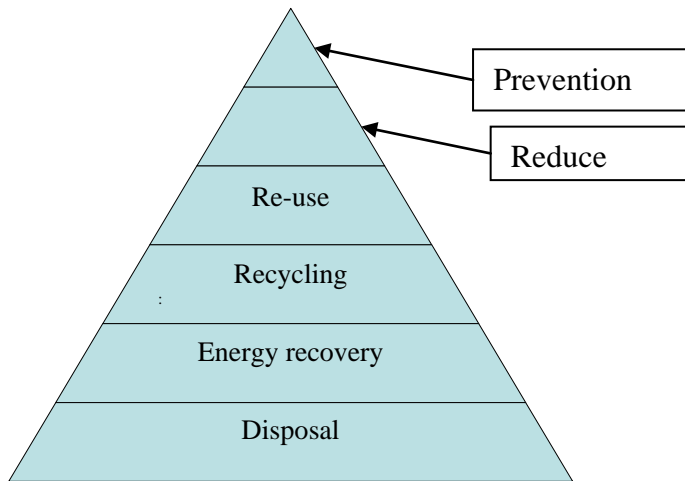 Prevention
Reduce
Re-use
Recycling
:
Energy recovery
Disposal